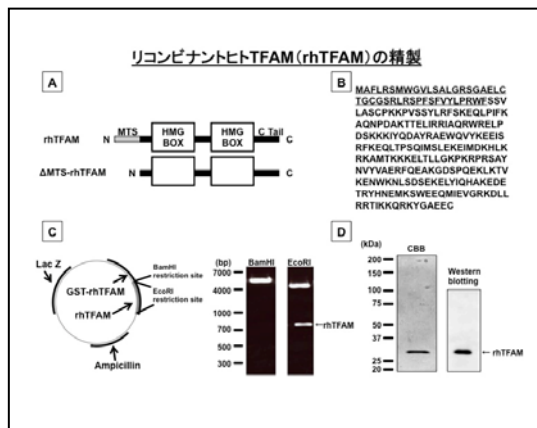 リコンビナントヒトTFAM(rhTFAM)の精製
A
rhTFAM
N
MTS
HMG
BOX
HMG
BOX
C Tail
C
ΔMTS-rhTFAM
N
C
B
MAFLRSMWGVLSALGRSGAELC
TGCGSRLRSPFSFVYLPRWFSSV
LASCPKKPVSSYLRFSKEQLPIFK
AQNPDAKTTELIRRIAQRWRELP
DSKKKIYQDAYRAEWQVYKEEIS
RFKEQLTPSQIMSLEKEIMDKHLK
RKAMTKKKELTLLGKPKRPRSAY
NVYVAERFQEAKGDSPQEKLKTV
KENWKNLSDSEKELYIQHAKEDE
TRYHNEMKSWEEQMIEVGRKDLL
RRTIKKQRKYGAEEC
C
Lac Z
GST-rhTFAM
rhTFAM
BamHI
restriction site
EcoRI
restriction site
Ampicillin
(bp)
BamHI
EcoRI
7000
4000
1000
700
500
300
←rhTFAM
D
(kDa)
CBB
Western
blotting
200
150
100
75
50
37
25
20
← rhTFAM